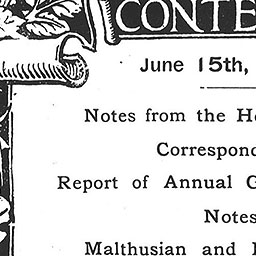 CONTE
June 15th,
Notes from the H
Correspond
Report of Annual G
Notes
Malthusian and